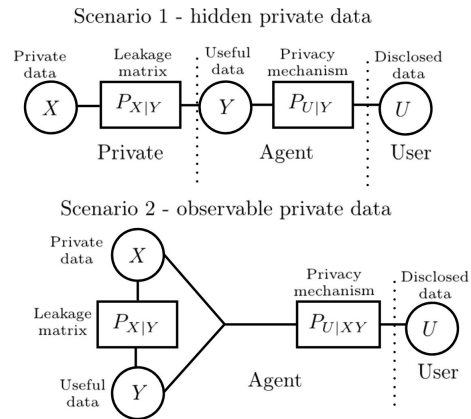 Scenario 1 - hidden private data
Private data
Leakage matrix
Useful data
Privacy mechanism
Disclosed data
X
P_{X|Y}
Y
P_{U|Y}
U
Private
Agent
User
Scenario 2 - observable private data
Private data
X
Leakage matrix
P_{X|Y}
Useful data
Y
Privacy mechanism
P_{U|XY}
Disclosed data
U
Agent
User